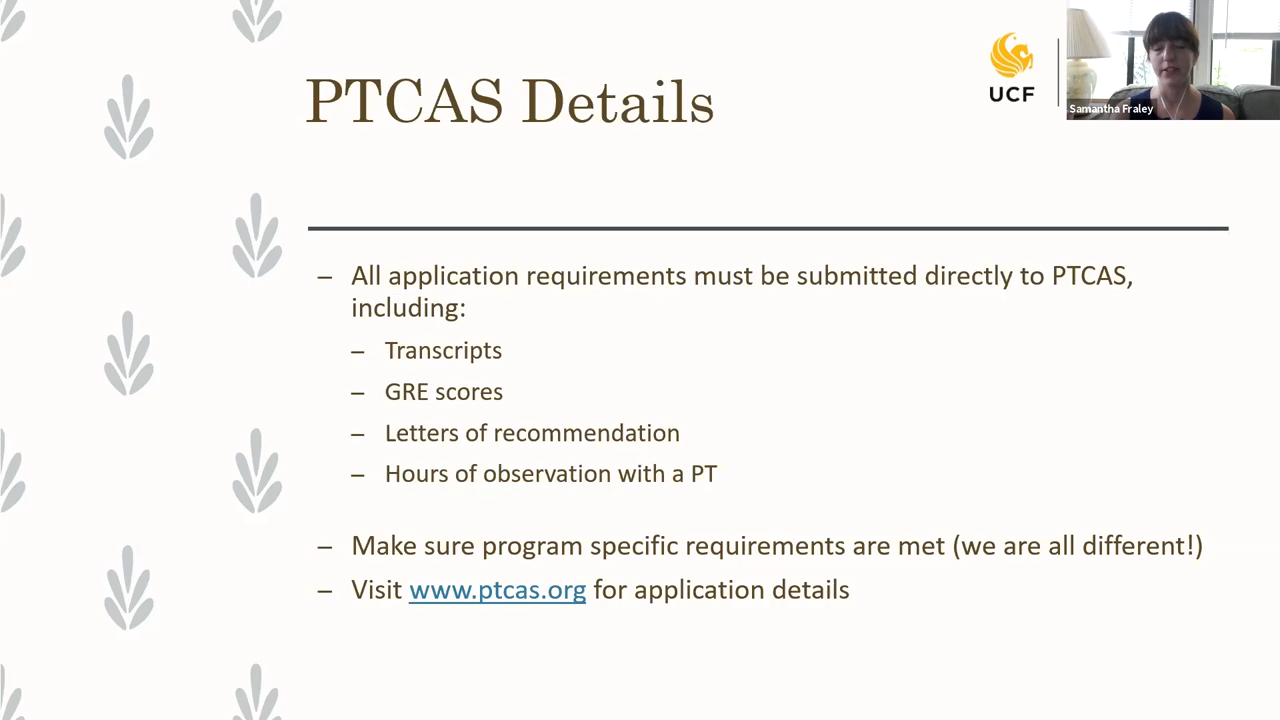 PTCAS Details
UCF
Samantha Fraley
– All application requirements must be submitted directly to PTCAS,
including:
– Transcripts
– GRE scores
– Letters of recommendation
– Hours of observation with a PT
– Make sure program specific requirements are met (we are all different!)
– Visit www.ptcas.org for application details